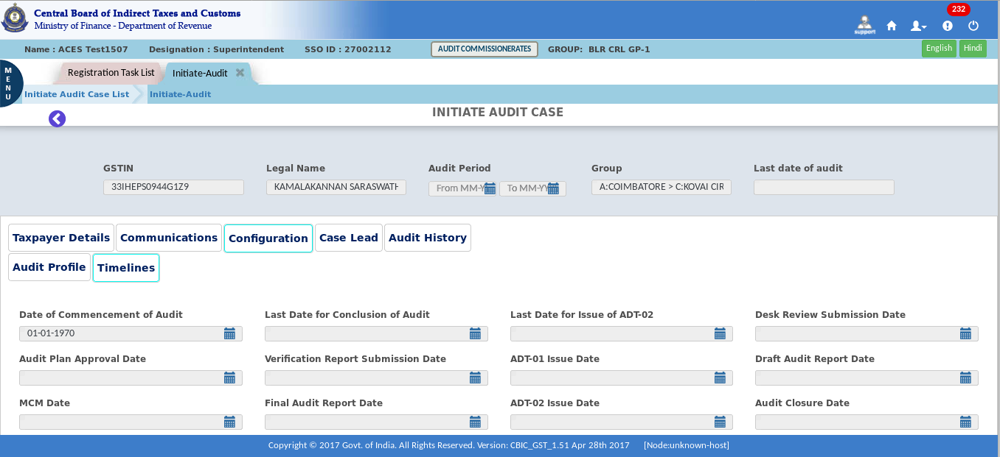 Central Board of Indirect Taxes and Customs
Ministry of Finance - Department of Revenue
232
support
Name : ACES Test1507 Designation : Superintendent SSO ID : 27002112 AUDIT COMMISSIONERATES GROUP: BLR CRL GP-1 English Hindi
MENU
Registration Task List Initiate-Audit
Initiate Audit Case List Initiate-Audit
INITIATE AUDIT CASE
GSTIN Legal Name Audit Period Group Last date of audit
33IHEPS0944G1Z9 KAMALAKANNAN SARASWATH From MM-Y To MM-YY A:COIMBATORE > C:KOVAI CIR
Taxpayer Details Communications Configuration Case Lead Audit History
Audit Profile Timelines
Date of Commencement of Audit Last Date for Conclusion of Audit Last Date for Issue of ADT-02 Desk Review Submission Date
01-01-1970
Audit Plan Approval Date Verification Report Submission Date ADT-01 Issue Date Draft Audit Report Date
MCM Date Final Audit Report Date ADT-02 Issue Date Audit Closure Date
Copyright © 2017 Govt. of India. All Rights Reserved. Version: CBIC_GST_1.51 Apr 28th 2017 [Node:unknown-host]